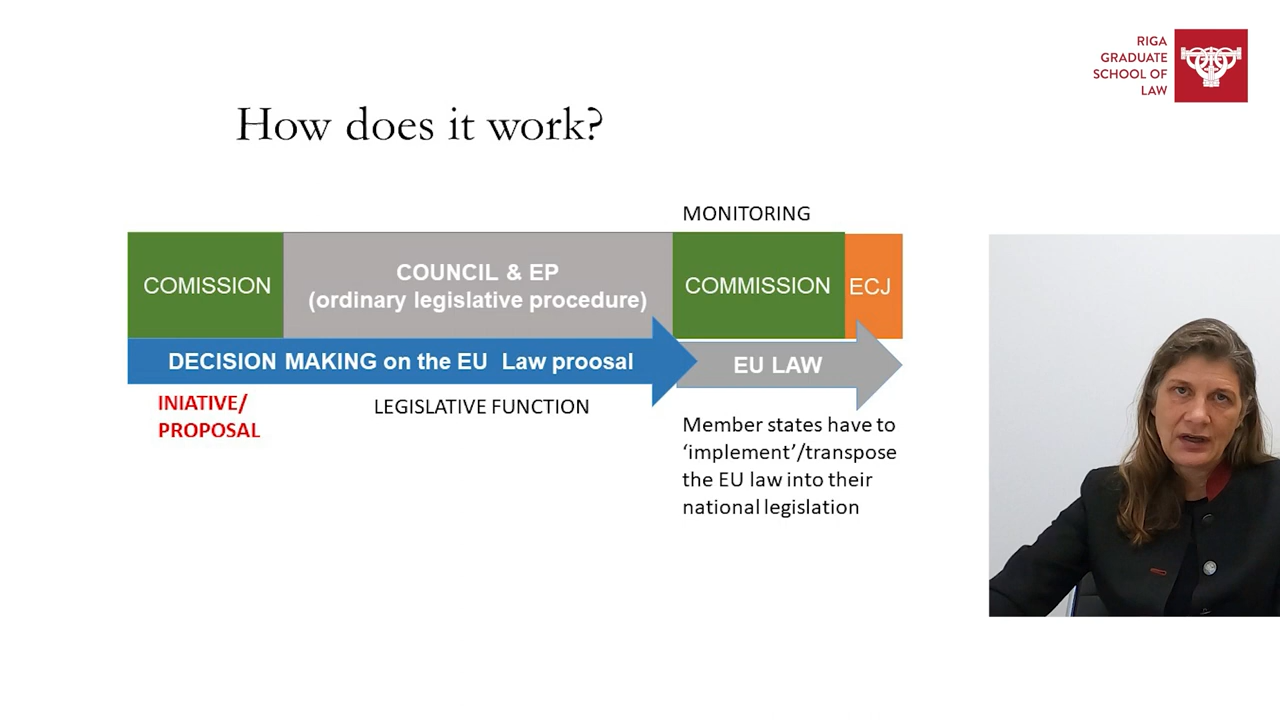 RIGA
GRADUATE
SCHOOL OF
LAW
How does it work?
MONITORING
COMISSION
COUNCIL & EP
(ordinary legislative procedure)
COMMISSION
ECJ
DECISION MAKING on the EU Law proosal
EU LAW
INIATIVE/
PROPOSAL
LEGISLATIVE FUNCTION
Member states have to
‘implement’/transpose
the EU law into their
national legislation